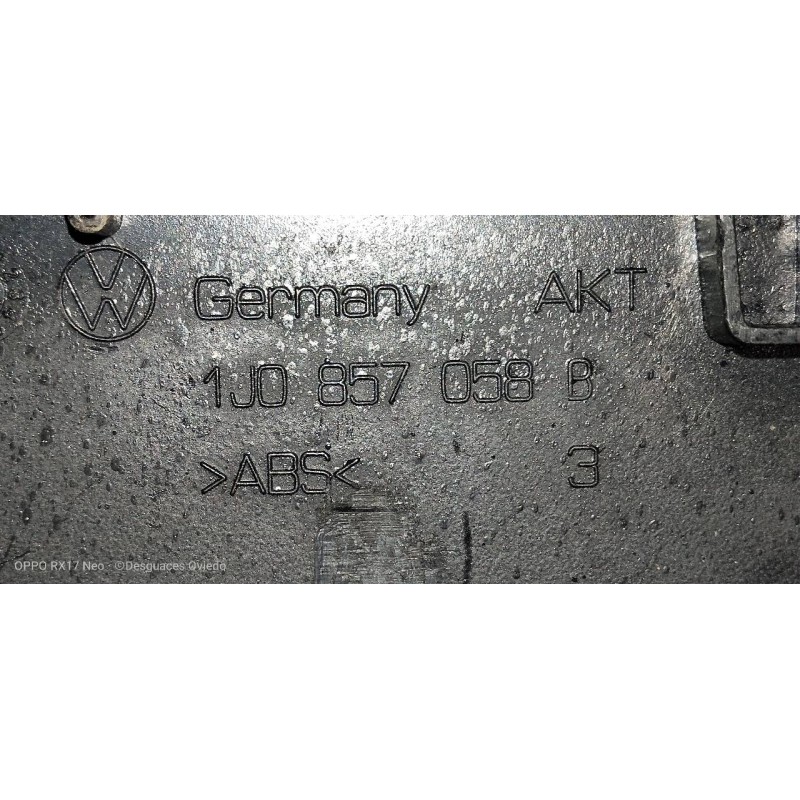 Germany AKT
1J0 857 058 B
>ABS< 3
OPPO RX17 Neo · ©Desguaces Oviedo